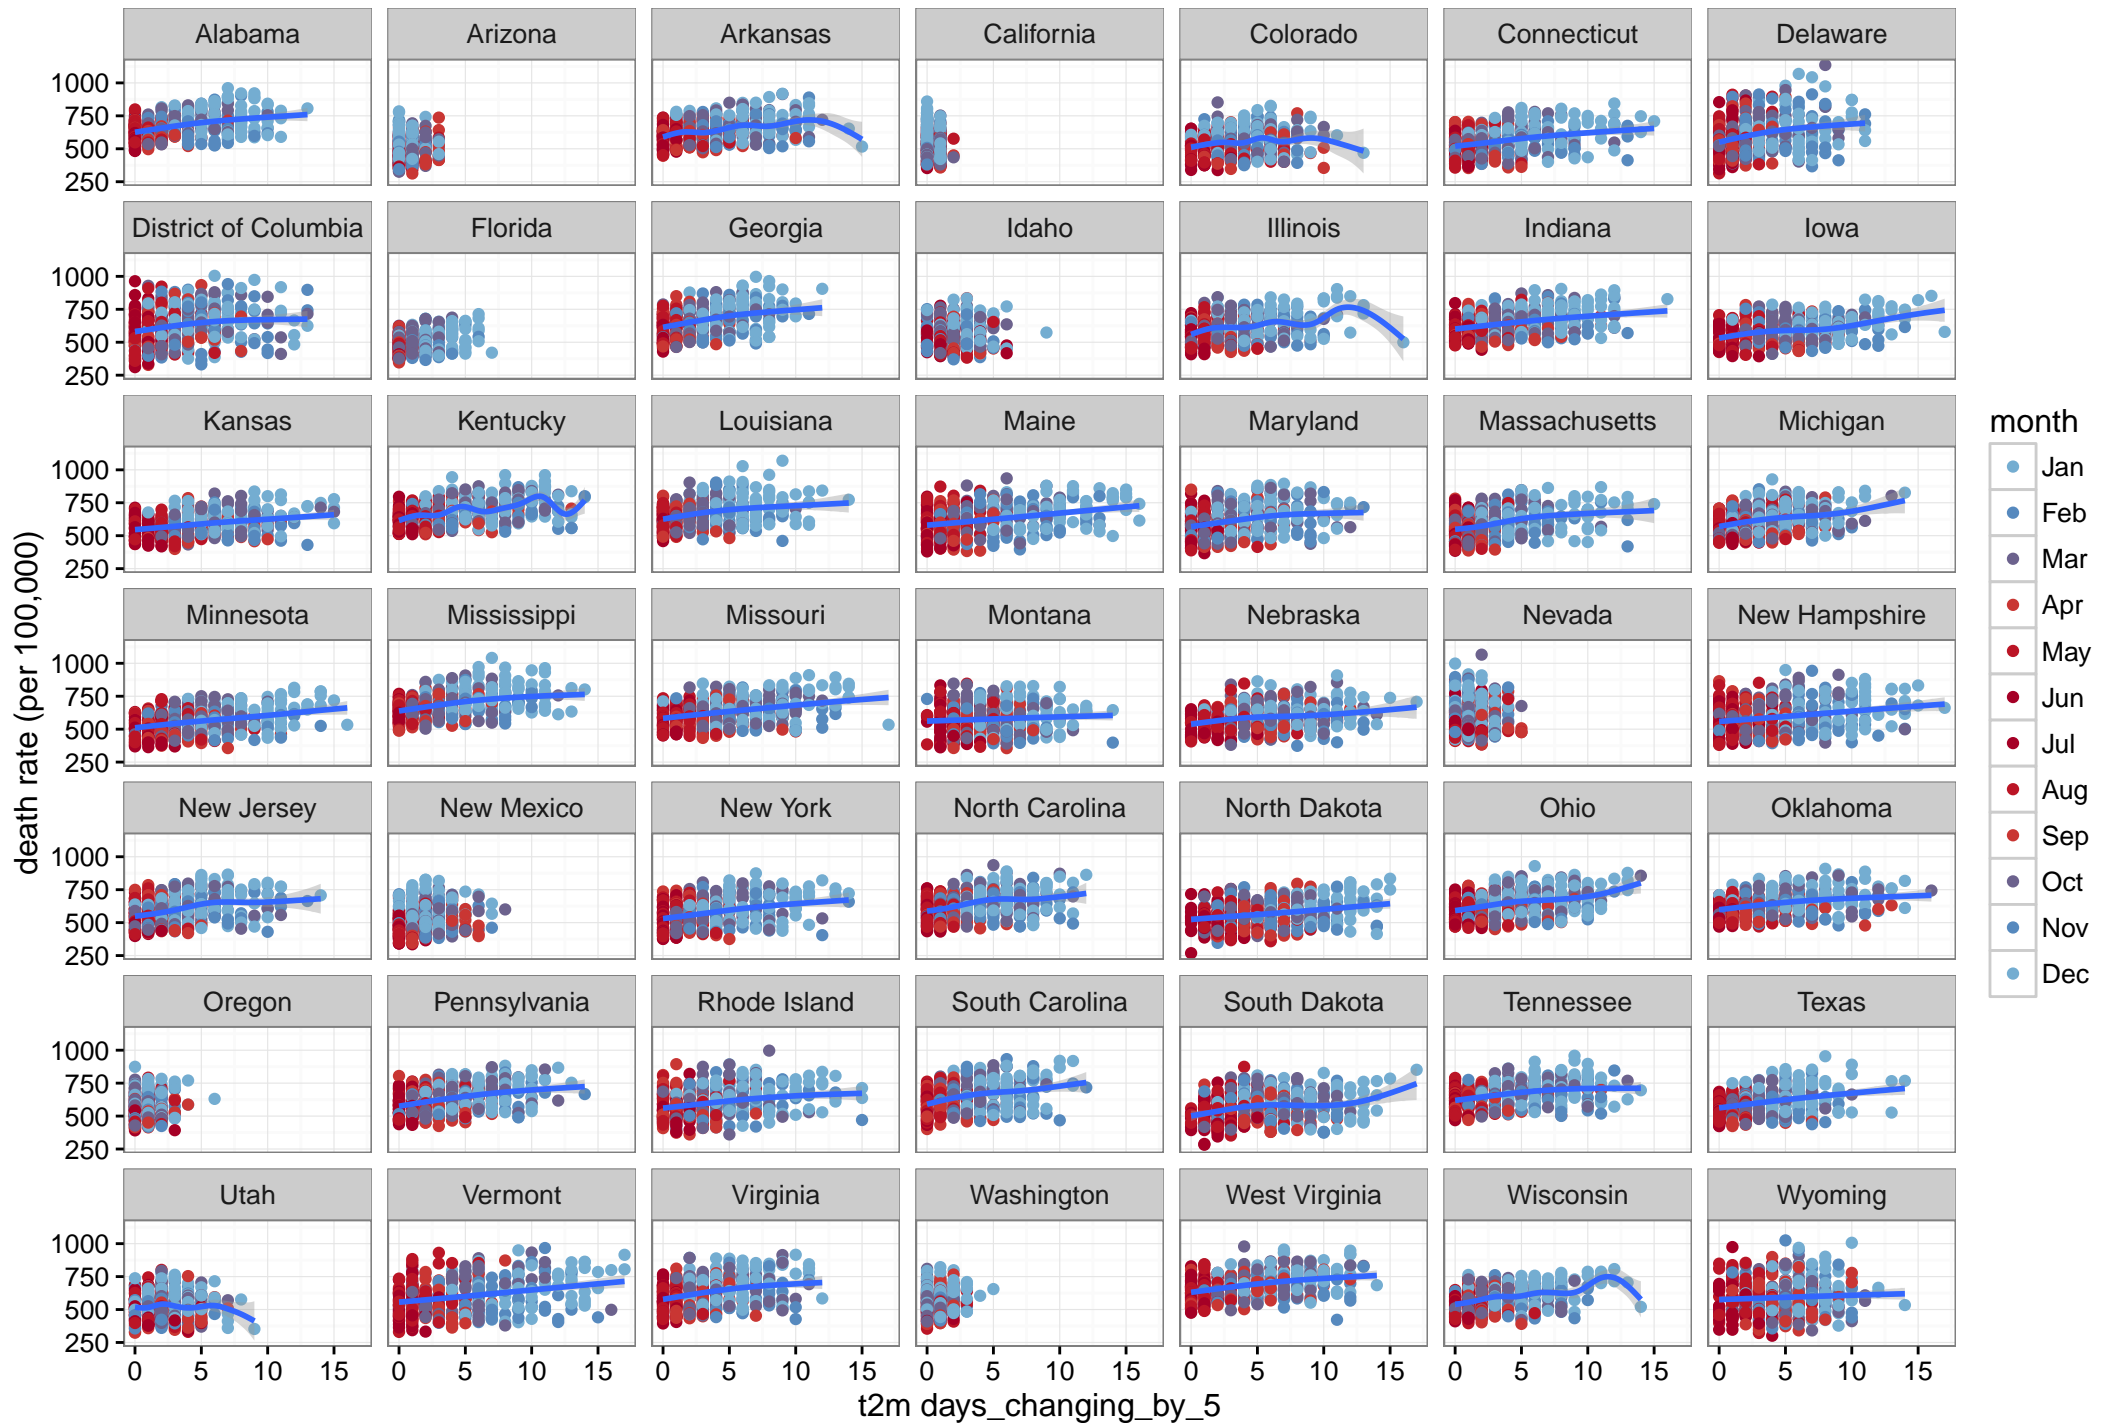 Alabama Arizona Arkansas California Colorado Connecticut Delaware
1000
750
500
250
District of Columbia Florida Georgia Idaho Illinois Indiana Iowa
1000
750
500
250
Kansas Kentucky Louisiana Maine Maryland Massachusetts Michigan
1000
750
500
250
Minnesota Mississippi Missouri Montana Nebraska Nevada New Hampshire
1000
750
500
250
New Jersey New Mexico New York North Carolina North Dakota Ohio Oklahoma
1000
750
500
250
Oregon Pennsylvania Rhode Island South Carolina South Dakota Tennessee Texas
1000
750
500
250
Utah Vermont Virginia Washington West Virginia Wisconsin Wyoming
1000
750
500
250
0 5 10 15 0 5 10 15 0 5 10 15 0 5 10 15 0 5 10 15 0 5 10 15 0 5 10 15
t2m days_changing_by_5
death rate (per 100,000)
month
Jan
Feb
Mar
Apr
May
Jun
Jul
Aug
Sep
Oct
Nov
Dec